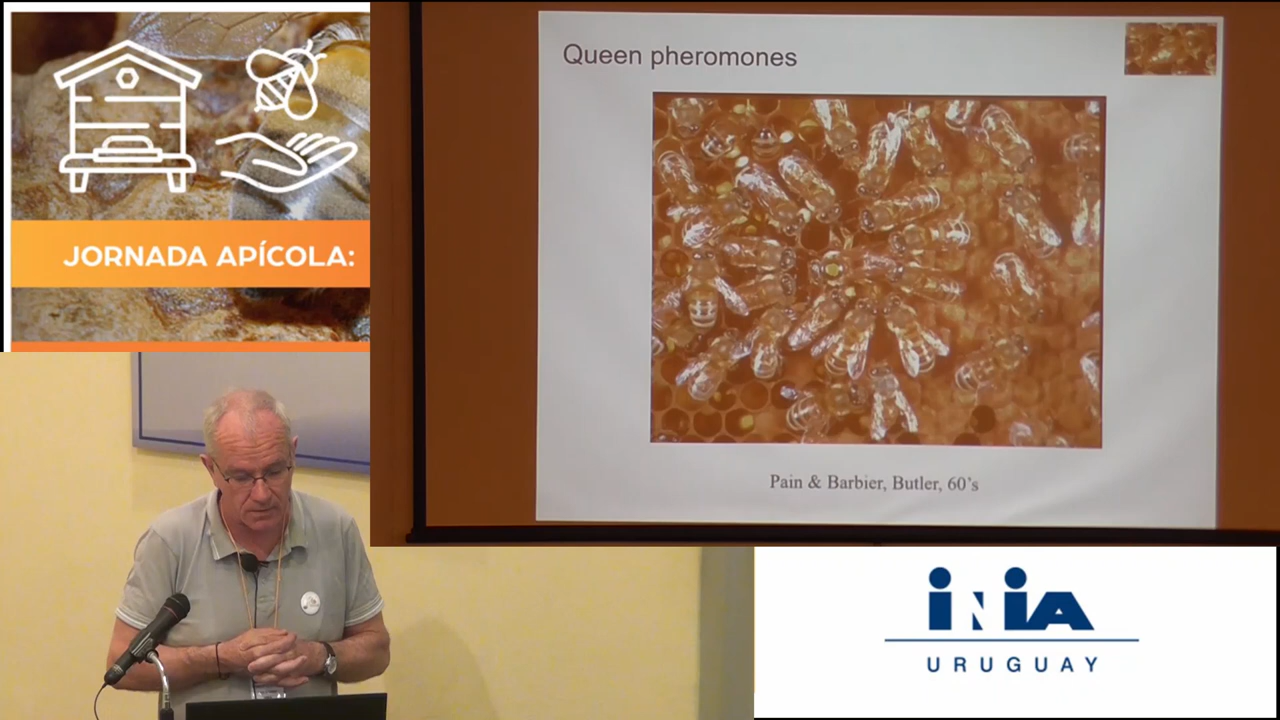 JORNADA APÍCOLA:
Queen pheromones
Pain & Barbier, Butler, 60's
INIA
URUGUAY